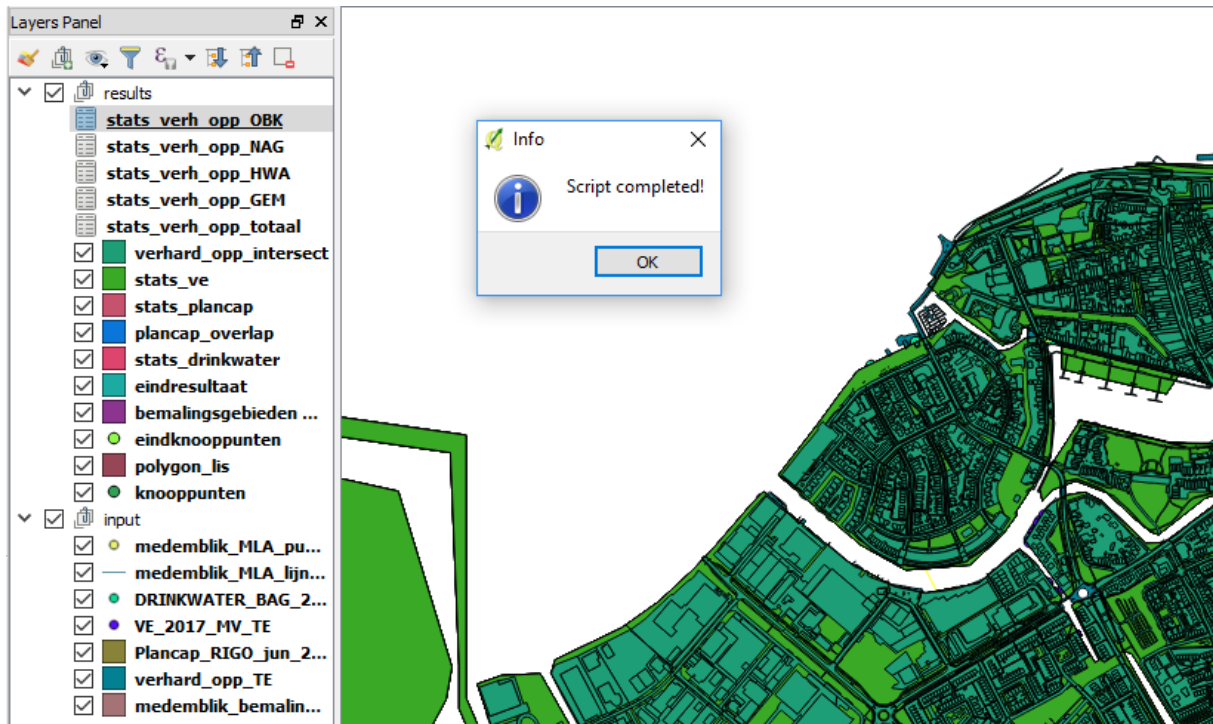 Layers Panel
results
stats_verh_opp_OBK
stats_verh_opp_NAG
stats_verh_opp_HWA
stats_verh_opp_GEM
stats_verh_opp_totaal
verhard_opp_intersect
stats_ve
stats_plancap
plancap_overlap
stats_drinkwater
eindresultaat
bemalingsgebieden ...
eindknooppunten
polygon_lis
knooppunten
input
medemblik_MLA_pu...
medemblik_MLA_lijn...
DRINKWATER_BAG_2...
VE_2017_MV_TE
Plancap_RIGO_jun_2...
verhard_opp_TE
medemblik_bemalin...
Info
Script completed!
OK